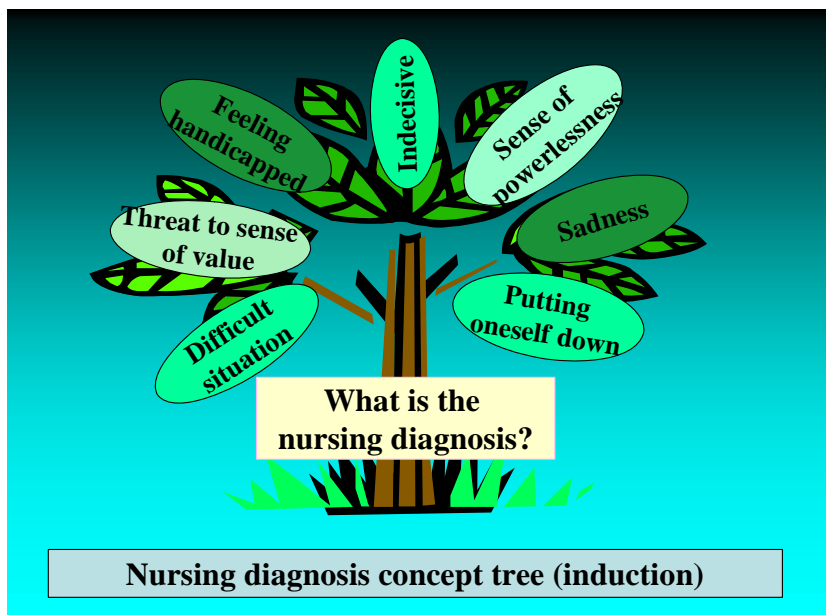 Feeling
handicapped
Indecisive
Sense of
powerlessness
Threat to sense
of value
Sadness
Difficult
situation
Putting
oneself down
What is the
nursing diagnosis?
Nursing diagnosis concept tree (induction)